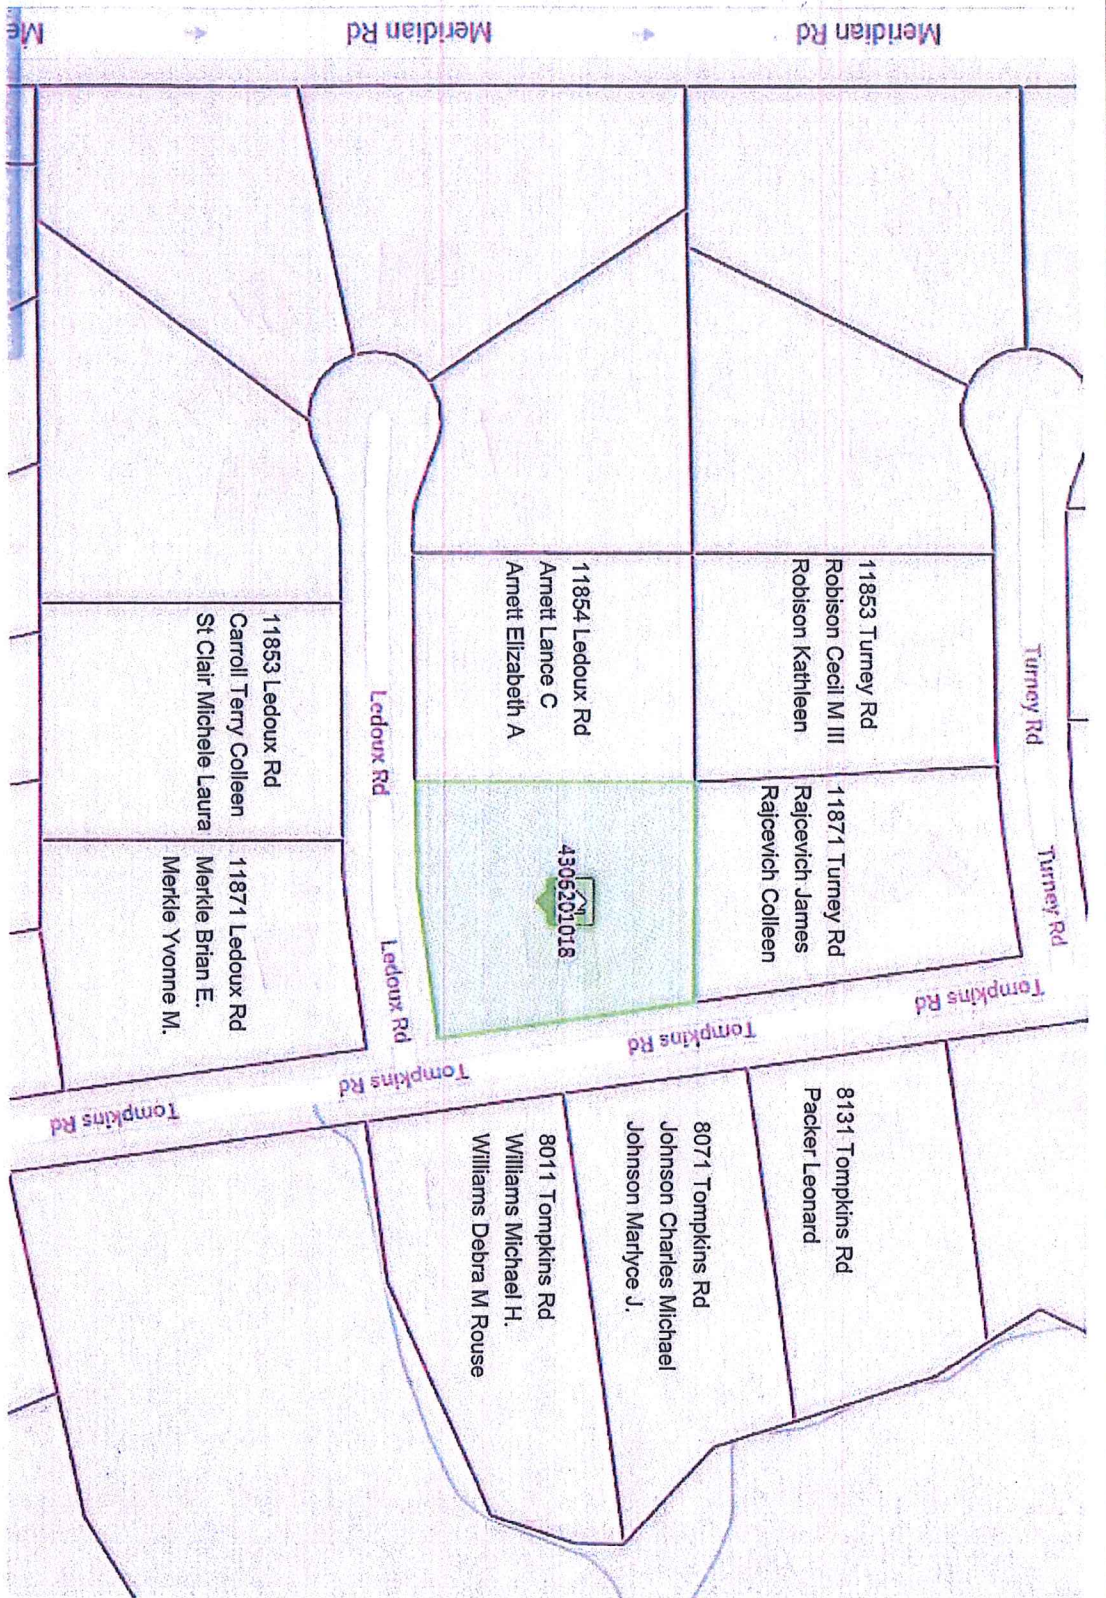 Meridian Rd
Meridian Rd
Me
Turney Rd
Turney Rd
11853 Turney Rd
Robison Cecil M III
Robison Kathleen
11871 Turney Rd
Rajcevich James
Rajcevich Colleen
11854 Ledoux Rd
Arnett Lance C
Arnett Elizabeth A
4306201018
Ledoux Rd
Ledoux Rd
11853 Ledoux Rd
Carroll Terry Colleen
St Clair Michele Laura
11871 Ledoux Rd
Merkle Brian E.
Merkle Yvonne M.
Tompkins Rd
Tompkins Rd
Tompkins Rd
Tompkins Rd
8131 Tompkins Rd
Packer Leonard
8071 Tompkins Rd
Johnson Charles Michael
Johnson Marlyce J.
8011 Tompkins Rd
Williams Michael H.
Williams Debra M Rouse